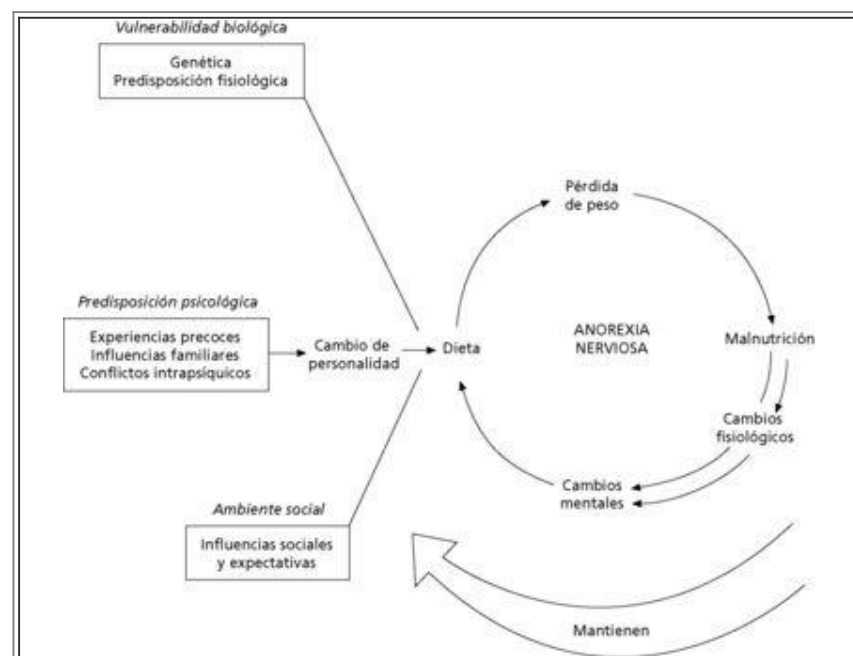 Vulnerabilidad biológica
Genética
Predisposición fisiológica
Pérdida
de peso
Predisposición psicológica
Experiencias precoces
Influencias familiares
Conflictos intrapsíquicos
Cambio de
personalidad
Dieta
ANOREXIA
NERVIOSA
Malnutrición
Cambios
fisiológicos
Cambios
mentales
Ambiente social
Influencias sociales
y expectativas
Mantienen